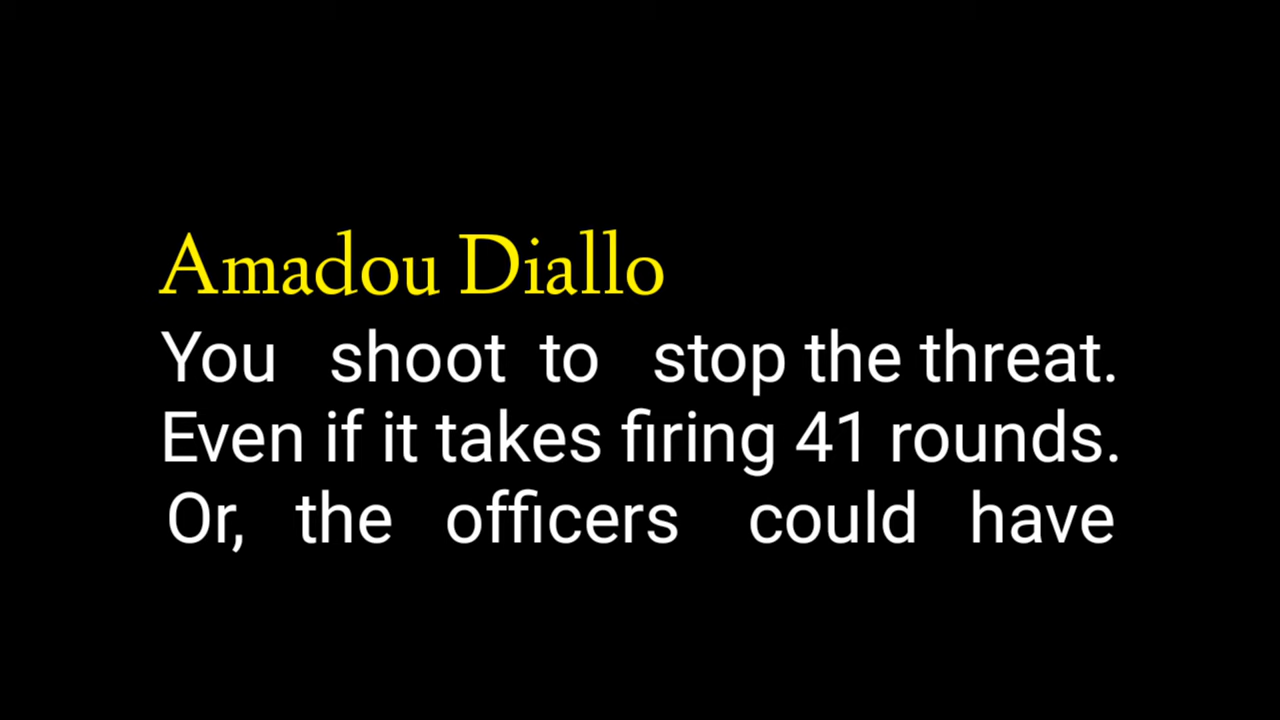 Amadou Diallo
You shoot to stop the threat.
Even if it takes firing 41 rounds.
Or, the officers could have